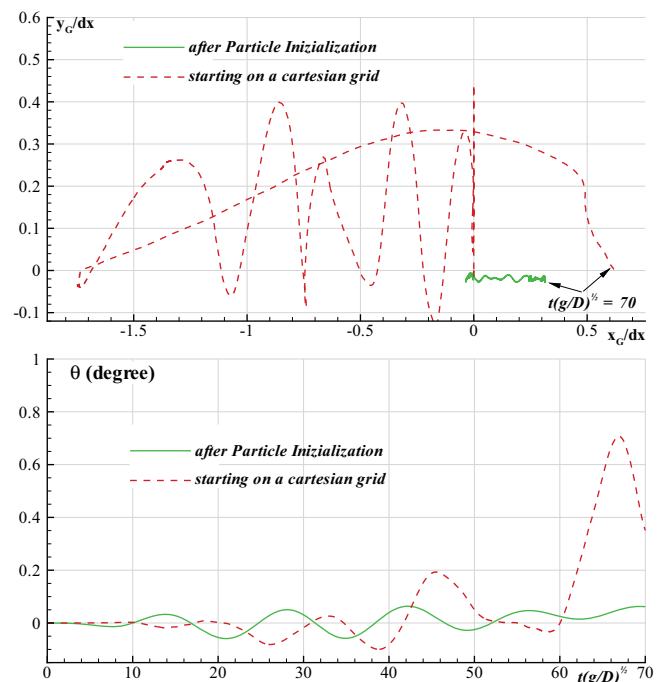 y_G/dx
0.6
after Particle Inizialization
0.5
starting on a cartesian grid
0.4
0.3
0.2
0.1
0
t(g/D)^½ = 70
-0.1
-1.5 -1 -0.5 0 0.5
x_G/dx
1
θ (degree)
0.8
after Particle Inizialization
0.6
starting on a cartesian grid
0.4
0.2
0
0 10 20 30 40 50 60 70
t(g/D)^½